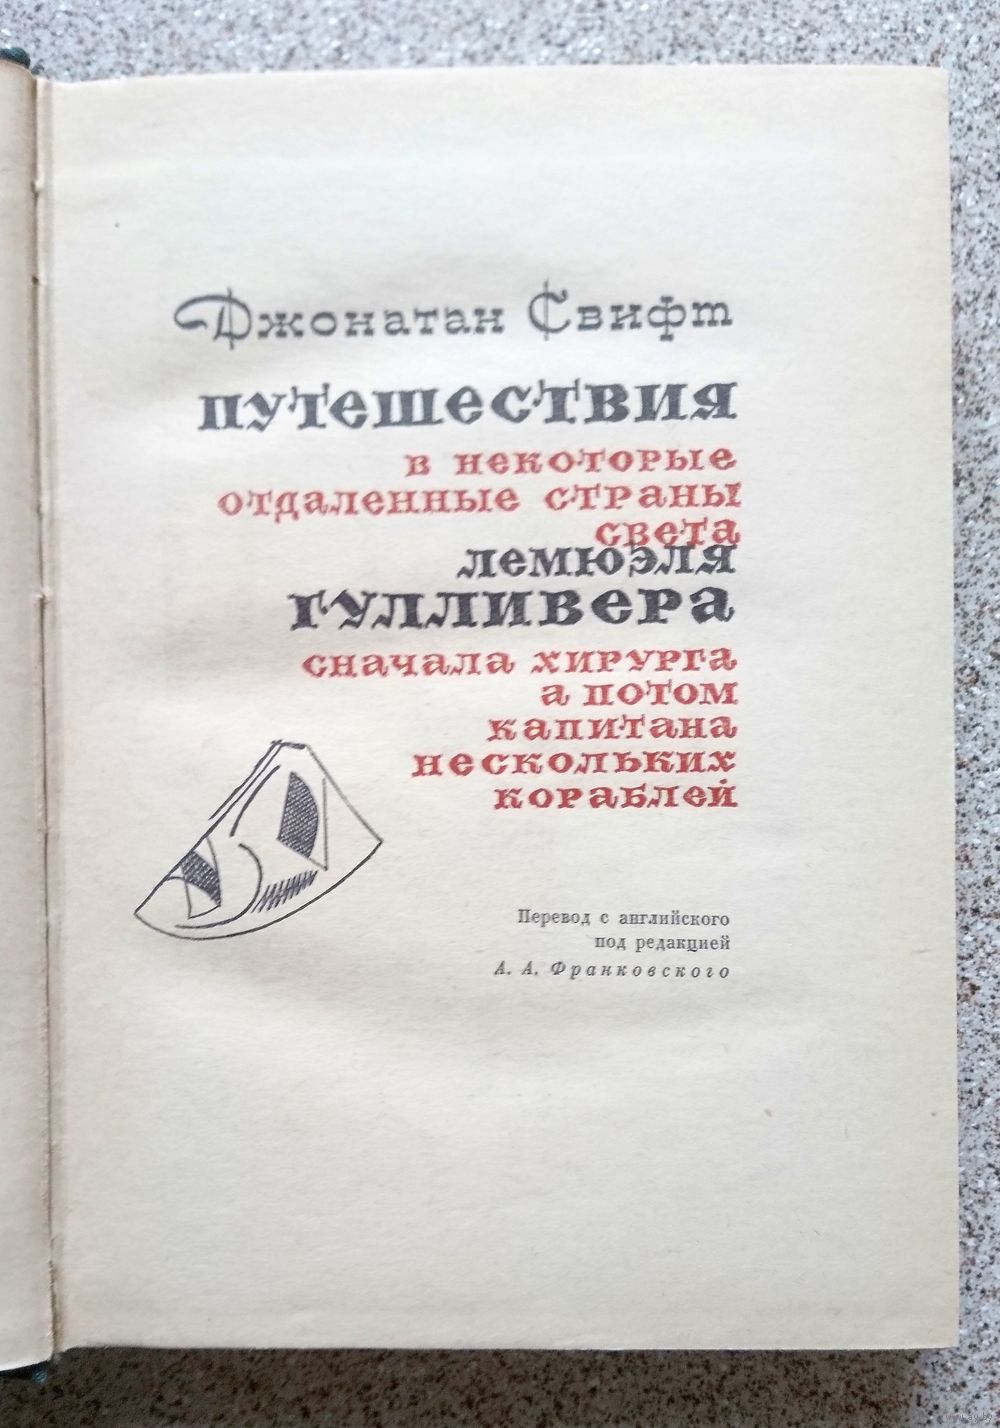 Джонатан Свифт
путешествия
в некоторые
отдаленные страны
света
лемюэля
гулливера
сначала хирурга
а потом
капитана
нескольких
кораблей
Перевод с английского
под редакцией
А. А. Франковского